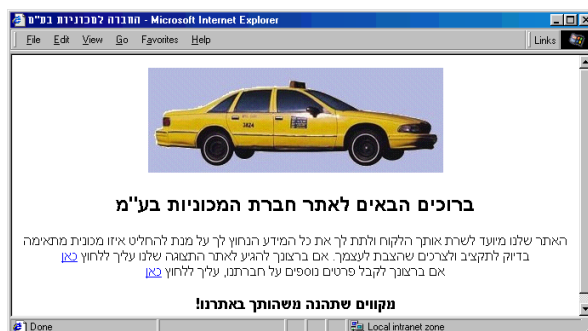 החברה למכוניות בע"מ - Microsoft Internet Explorer
File Edit View Go Favorites Help
Links
3824
ברוכים הבאים לאתר חברת המכוניות בע''מ
האתר שלנו מיועד לשרת אותך הלקוח ולתת לך את כל המידע הנחוץ לך על מנת להחליט איזו מכונית מתאימה
בדיוק לתקציב ולצרכים שהצבת לעצמך. אם ברצונך להגיע לאתר התצוגה שלנו עליך ללחוץ כאן
אם ברצונך לקבל פרטים נוספים על חברתנו, עליך ללחוץ כאן
מקווים שתהנה משהותך באתרנו!
Done
Local intranet zone